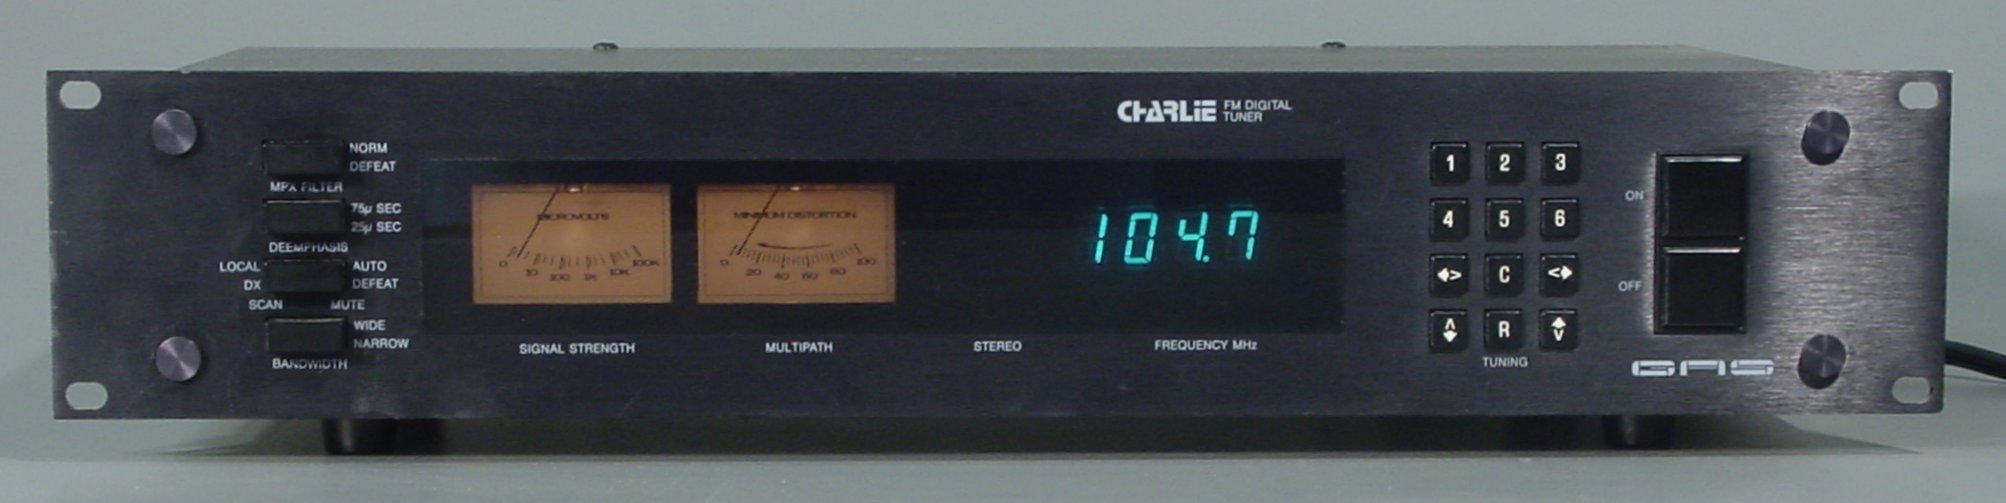 CHARLIE FM DIGITAL
TUNER
NORM
DEFEAT
MPX FILTER
75µ SEC
25µ SEC
DEEMPHASIS
LOCAL AUTO
DX DEFEAT
SCAN MUTE
WIDE
NARROW
BANDWIDTH
MICROVOLTS
0 10 100 1K 10K 100K
SIGNAL STRENGTH
MINIMUM DISTORTION
0 20 40 60 80 100
MULTIPATH
STEREO
104.7
FREQUENCY MHz
1 2 3
4 5 6
C
R
TUNING
ON
OFF
GAS